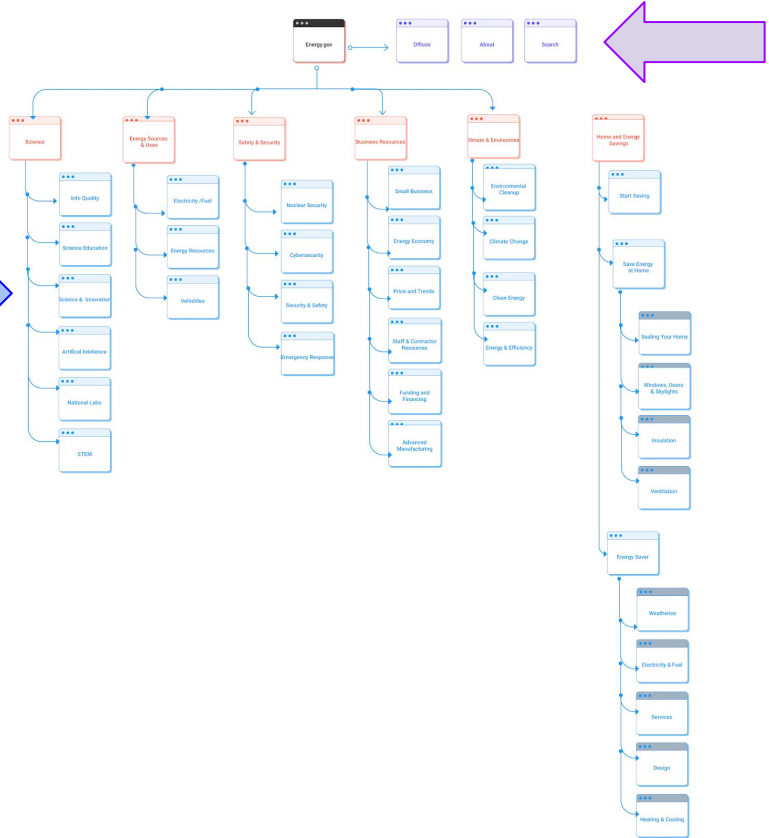 Energy.gov
Offices
About
Search
Science
Energy Sources
& Uses
Safety & Security
Business Resources
limate & Environmen
Home and Energy
Savings
Info Quality
Science Education
Science & Innovation
Artifical Intelience
National Labs
STEM
Electricity /Fuel
Energy Resources
Vehichles
Nuclear Security
Cybersecurity
Security & Safety
Emergency Response
Small Business
Energy Economy
Price and Trends
Staff & Contractor
Resources
Funding and
Financing
Advanced
Manufacturing
Environmental
Cleanup
Climate Change
Clean Energy
Energy & Efficiency
Start Saving
Save Energy
at Home
Sealing Your Home
Windows, Doors
& Skylights
Insulation
Ventilation
Energy Saver
Weatherize
Electricity & Fuel
Services
Design
Heating & Cooling